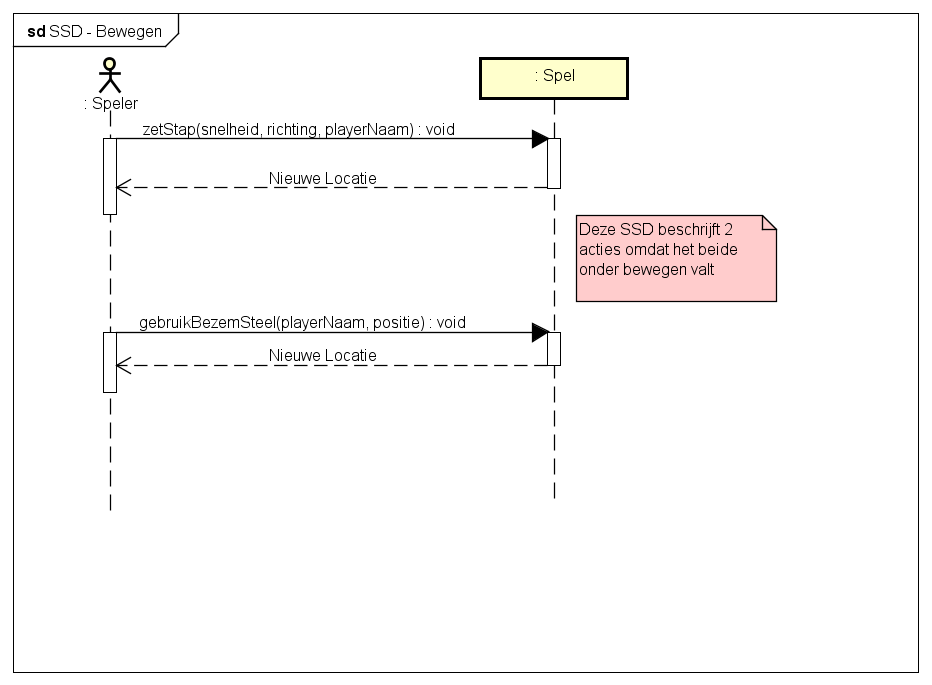 sd SSD - Bewegen
: Speler
: Spel
zetStap(snelheid, richting, playerNaam) : void
Nieuwe Locatie
Deze SSD beschrijft 2
acties omdat het beide
onder bewegen valt
gebruikBezemSteel(playerNaam, positie) : void
Nieuwe Locatie